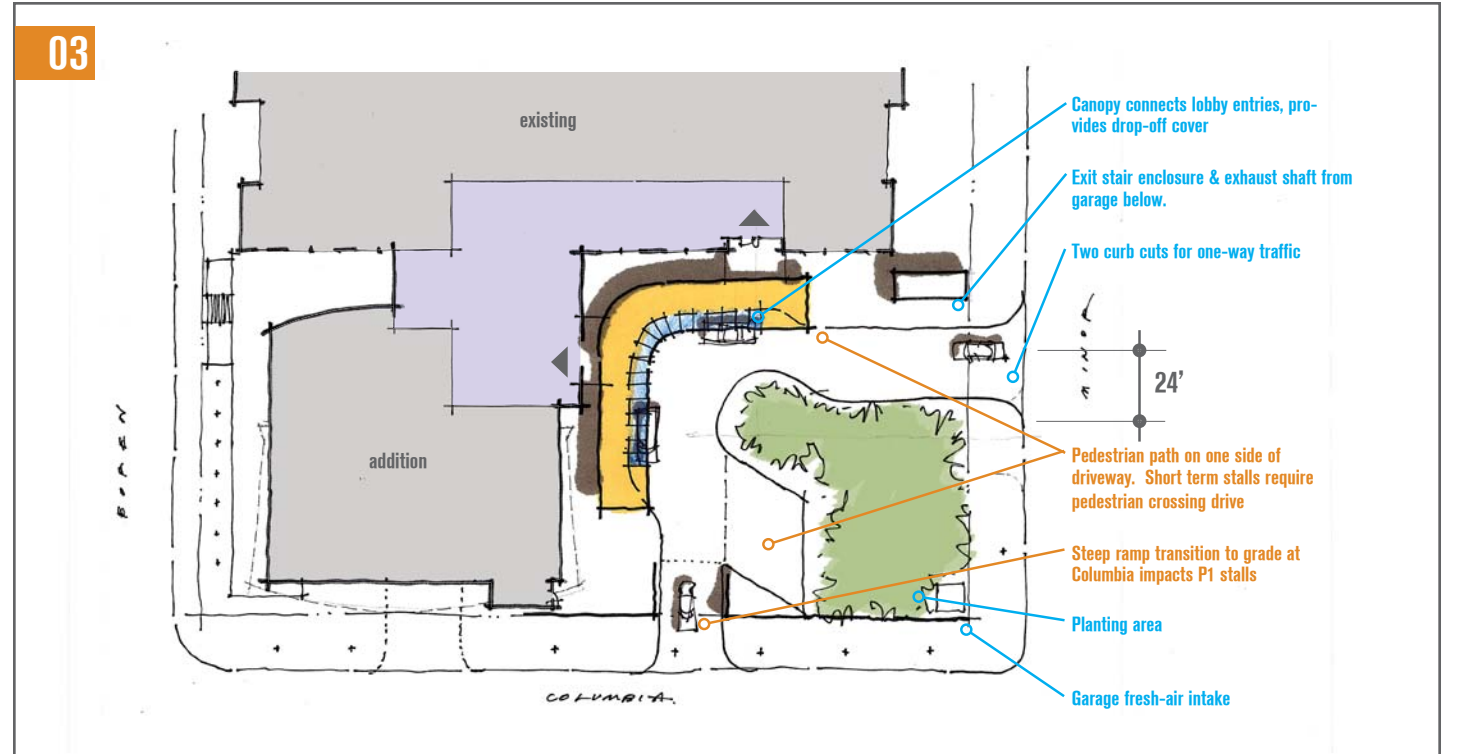 03
existing
Canopy connects lobby entries, pro-
vides drop-off cover
Exit stair enclosure & exhaust shaft from
garage below.
Two curb cuts for one-way traffic
MINOR
24’
addition
BOREN
Pedestrian path on one side of
driveway. Short term stalls require
pedestrian crossing drive
Steep ramp transition to grade at
Columbia impacts P1 stalls
Planting area
COLUMBIA.
Garage fresh-air intake